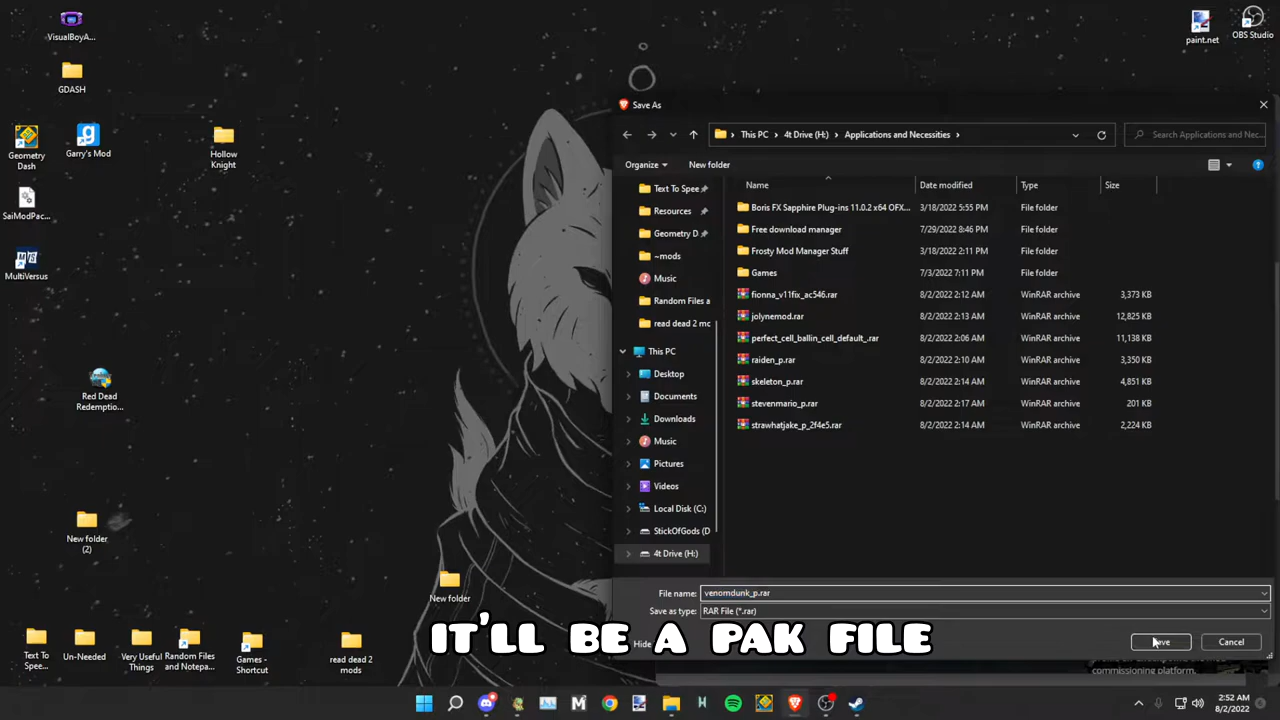 VisualBoyA...
GDASH
Geometry
Dash
Garry's Mod
Hollow
Knight
SaiModPac...
MultiVersus
Red Dead
Redemptio...
New folder
(2)
New folder
Text To
Spee...
Un-Needed
Very Useful
Things
Random Files
and Notepa...
Games -
Shortcut
read dead 2
mods
paint.net
OBS Studio
Save As
This PC
4t Drive (H:)
Applications and Necessities
Search Applications and Nec...
Organize
New folder
Name
Date modified
Type
Size
Text To Spee
Resources
Geometry D
~mods
Music
Random Files a
read dead 2 mc
This PC
Desktop
Documents
Downloads
Music
Pictures
Videos
Local Disk (C:)
StickOfGods (D
4t Drive (H:)
Boris FX Sapphire Plug-ins 11.0.2 x64 OFX... 3/18/2022 5:55 PM File folder
Free download manager 7/29/2022 8:46 PM File folder
Frosty Mod Manager Stuff 3/18/2022 2:11 PM File folder
Games 7/3/2022 7:11 PM File folder
fionna_v11fix_ac546.rar 8/2/2022 2:12 AM WinRAR archive 3,373 KB
jolynemod.rar 8/2/2022 2:13 AM WinRAR archive 12,825 KB
perfect_cell_ballin_cell_default_.rar 8/2/2022 2:06 AM WinRAR archive 11,138 KB
raiden_p.rar 8/2/2022 2:10 AM WinRAR archive 3,350 KB
skeleton_p.rar 8/2/2022 2:14 AM WinRAR archive 4,851 KB
stevenmario_p.rar 8/2/2022 2:17 AM WinRAR archive 201 KB
strawhatjake_p_2f4e5.rar 8/2/2022 2:14 AM WinRAR archive 2,224 KB
File name: venomdunk_p.rar
Save as type: RAR File (*.rar)
Hide
Save
Cancel
IT'LL BE A PAK FILE
commissioning platform.
2:52 AM
8/2/2022